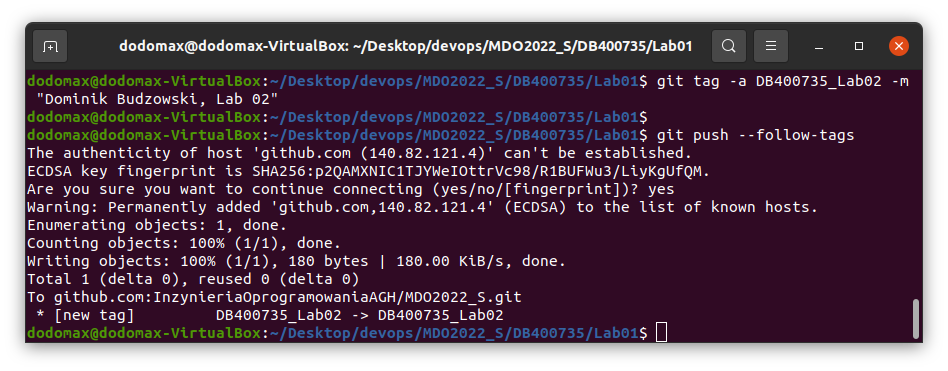 dodomax@dodomax-VirtualBox: ~/Desktop/devops/MDO2022_S/DB400735/Lab01
dodomax@dodomax-VirtualBox:~/Desktop/devops/MDO2022_S/DB400735/Lab01$ git tag -a DB400735_Lab02 -m
"Dominik Budzowski, Lab 02"
dodomax@dodomax-VirtualBox:~/Desktop/devops/MDO2022_S/DB400735/Lab01$
dodomax@dodomax-VirtualBox:~/Desktop/devops/MDO2022_S/DB400735/Lab01$ git push --follow-tags
The authenticity of host 'github.com (140.82.121.4)' can't be established.
ECDSA key fingerprint is SHA256:p2QAMXNIC1TJYWeIOttrVc98/R1BUFWu3/LiyKgUfQM.
Are you sure you want to continue connecting (yes/no/[fingerprint])? yes
Warning: Permanently added 'github.com,140.82.121.4' (ECDSA) to the list of known hosts.
Enumerating objects: 1, done.
Counting objects: 100% (1/1), done.
Writing objects: 100% (1/1), 180 bytes | 180.00 KiB/s, done.
Total 1 (delta 0), reused 0 (delta 0)
To github.com:InzynieriaOprogramowaniaAGH/MDO2022_S.git
 * [new tag]         DB400735_Lab02 -> DB400735_Lab02
dodomax@dodomax-VirtualBox:~/Desktop/devops/MDO2022_S/DB400735/Lab01$